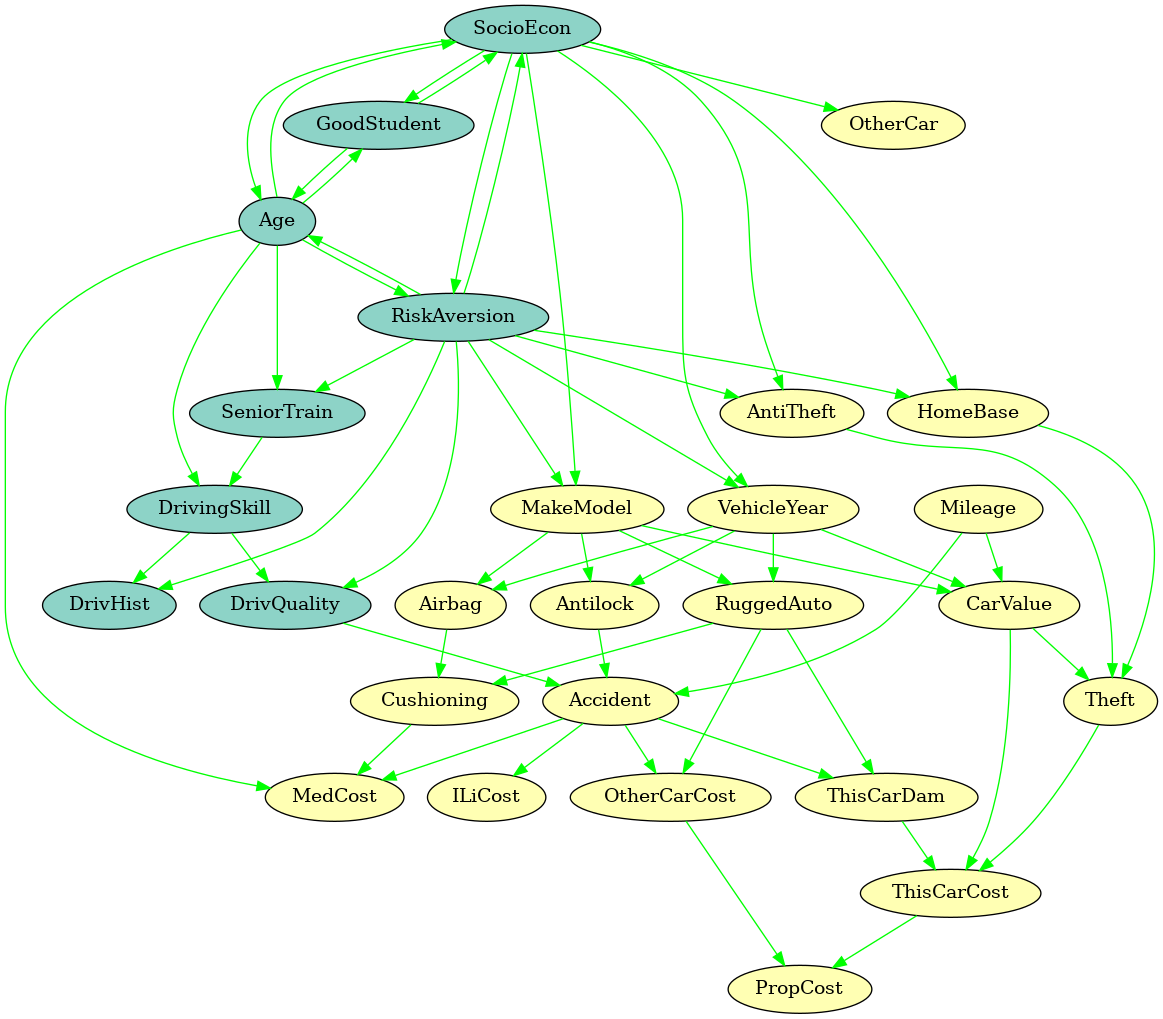 SocioEcon
GoodStudent
OtherCar
Age
RiskAversion
SeniorTrain
AntiTheft
HomeBase
DrivingSkill
MakeModel
VehicleYear
Mileage
DrivHist
DrivQuality
Airbag
Antilock
RuggedAuto
CarValue
Cushioning
Accident
Theft
MedCost
ILiCost
OtherCarCost
ThisCarDam
ThisCarCost
PropCost